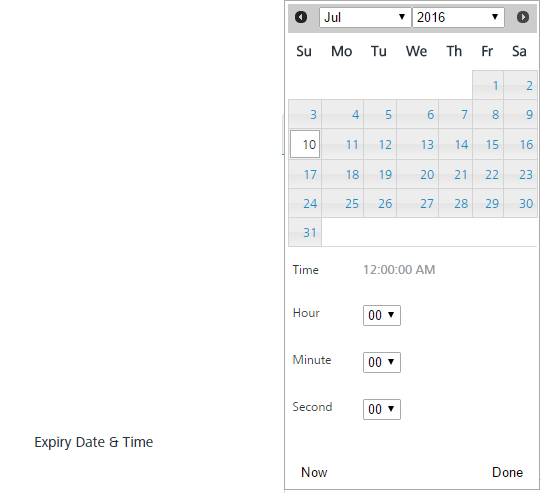 Jul 2016
Su Mo Tu We Th Fr Sa
1 2
3 4 5 6 7 8 9
10 11 12 13 14 15 16
17 18 19 20 21 22 23
24 25 26 27 28 29 30
31
Time 12:00:00 AM
Hour 00
Minute 00
Second 00
Expiry Date & Time
Now Done